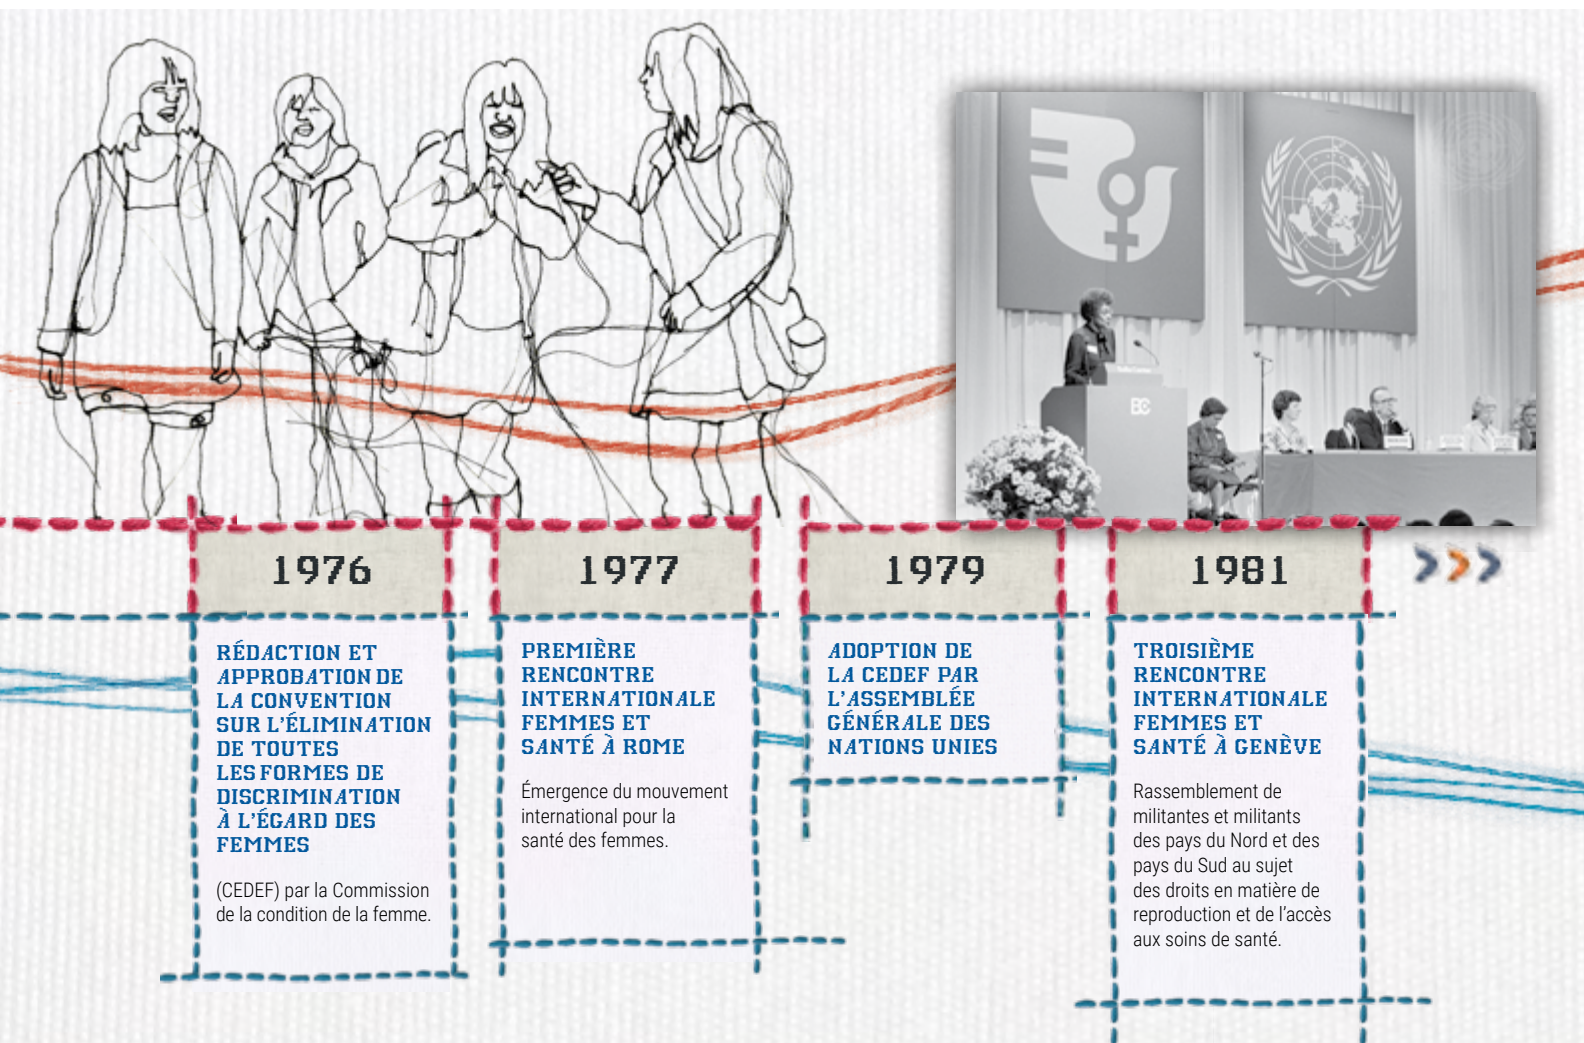 BC
1976
RÉDACTION ET
APPROBATION DE
LA CONVENTION
SUR L'ÉLIMINATION
DE TOUTES
LES FORMES DE
DISCRIMINATION
À L'ÉGARD DES
FEMMES
(CEDEF) par la Commission
de la condition de la femme.
1977
PREMIÈRE
RENCONTRE
INTERNATIONALE
FEMMES ET
SANTÉ À ROME
Émergence du mouvement
international pour la
santé des femmes.
1979
ADOPTION DE
LA CEDEF PAR
L'ASSEMBLÉE
GÉNÉRALE DES
NATIONS UNIES
1981
TROISIÈME
RENCONTRE
INTERNATIONALE
FEMMES ET
SANTÉ À GENÈVE
Rassemblement de
militantes et militants
des pays du Nord et des
pays du Sud au sujet
des droits en matière de
reproduction et de l'accès
aux soins de santé.